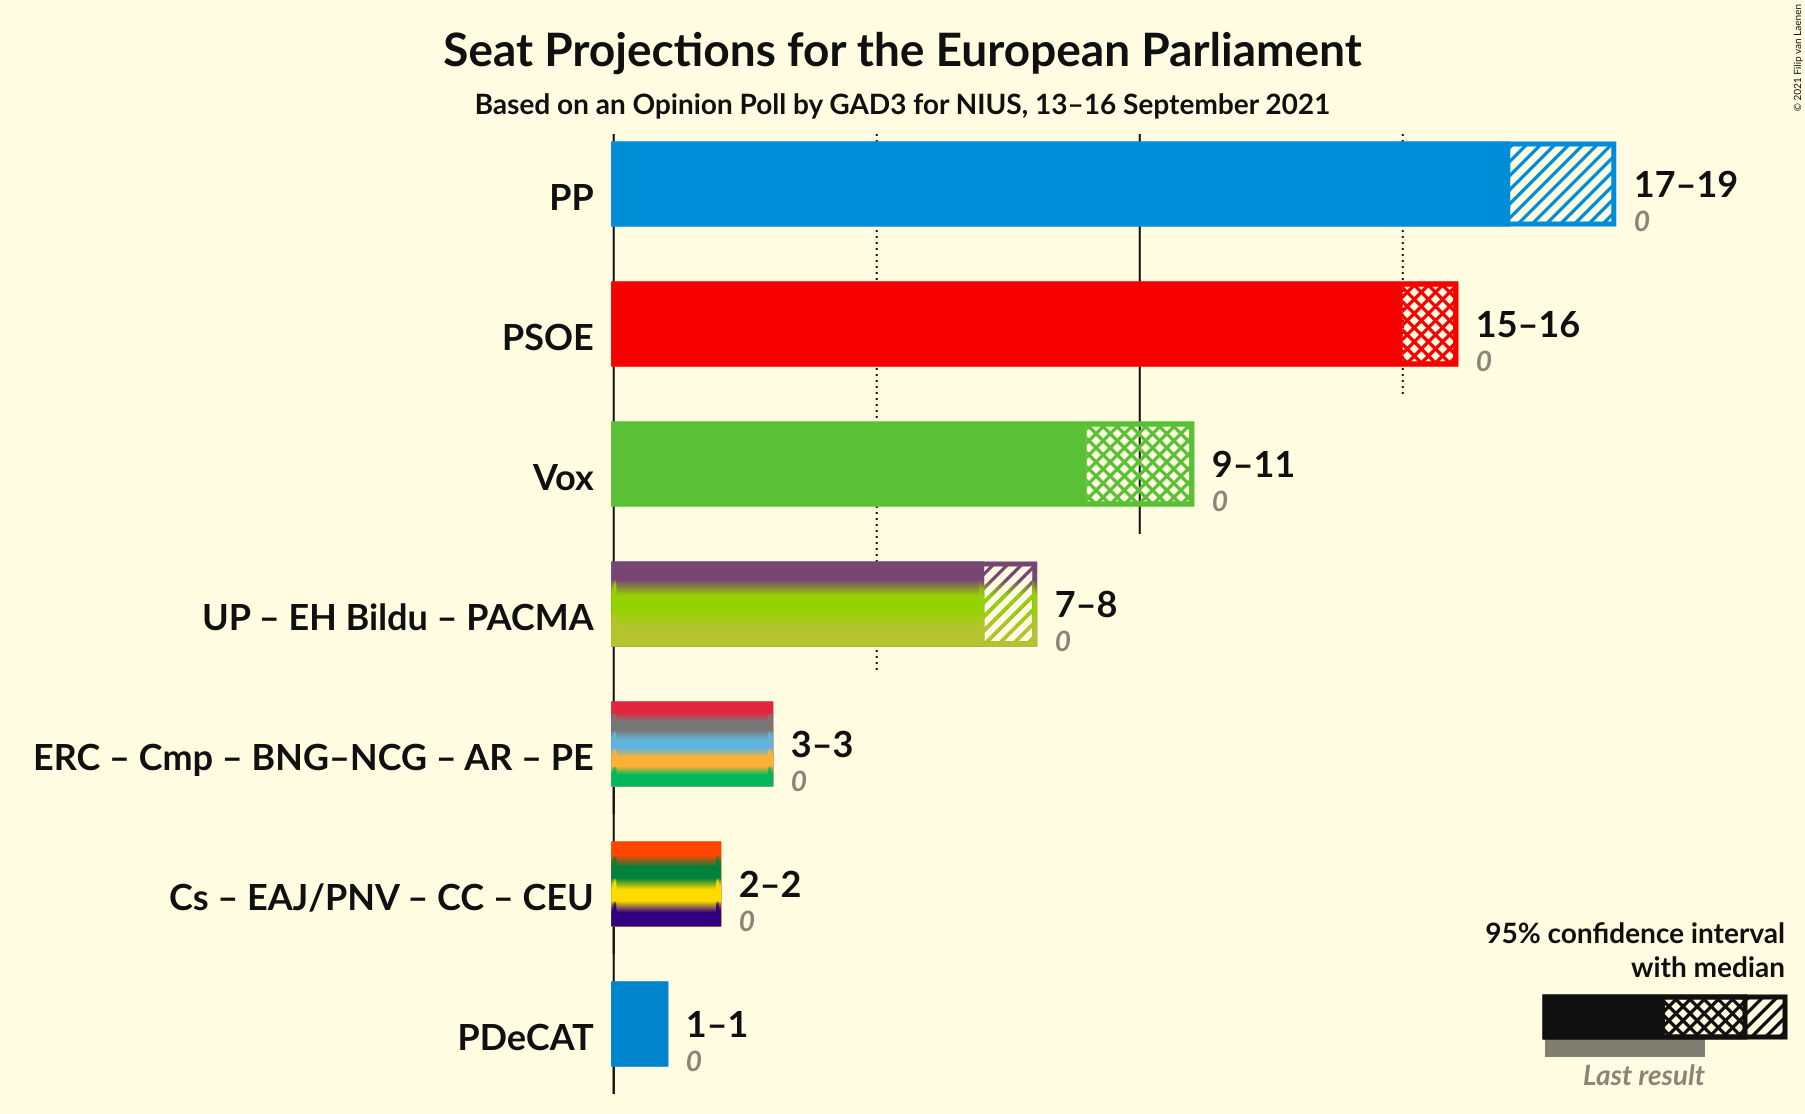 Seat Projections for the European Parliament
Based on an Opinion Poll by GAD3 for NIUS, 13–16 September 2021
© 2021 Filip van Laenen
PP
17–19
0
PSOE
15–16
0
Vox
9–11
0
UP – EH Bildu – PACMA
7–8
0
ERC – Cmp – BNG–NCG – AR – PE
3–3
0
Cs – EAJ/PNV – CC – CEU
2–2
0
PDeCAT
1–1
0
95% confidence interval
with median
Last result